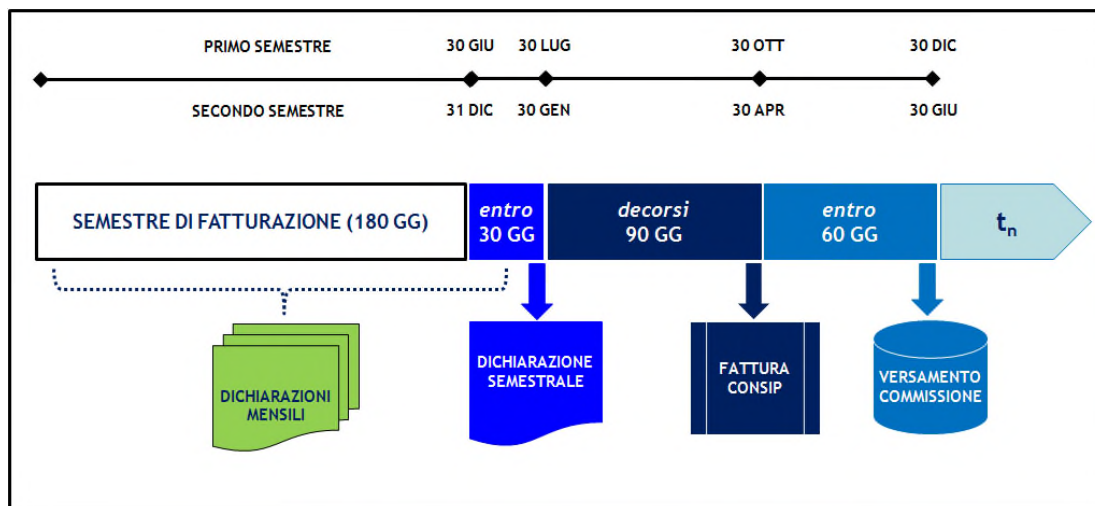 PRIMO SEMESTRE 30 GIU 30 LUG 30 OTT 30 DIC
SECONDO SEMESTRE 31 DIC 30 GEN 30 APR 30 GIU
SEMESTRE DI FATTURAZIONE (180 GG)
entro
30 GG
decorsi
90 GG
entro
60 GG
tn
DICHIARAZIONI
MENSILI
DICHIARAZIONE
SEMESTRALE
FATTURA
CONSIP
VERSAMENTO
COMMISSIONE